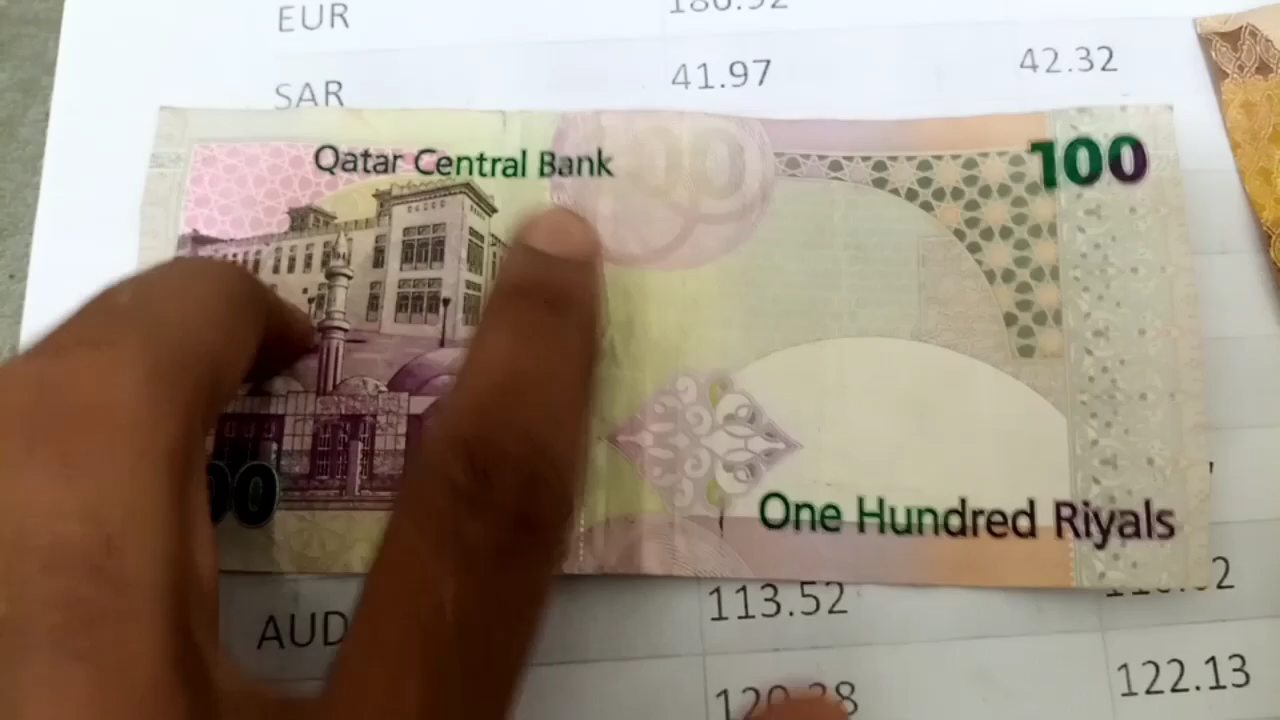 EUR
SAR 41.97 42.32
Qatar Central Bank
100
One Hundred Riyals
113.52
AUD
122.13